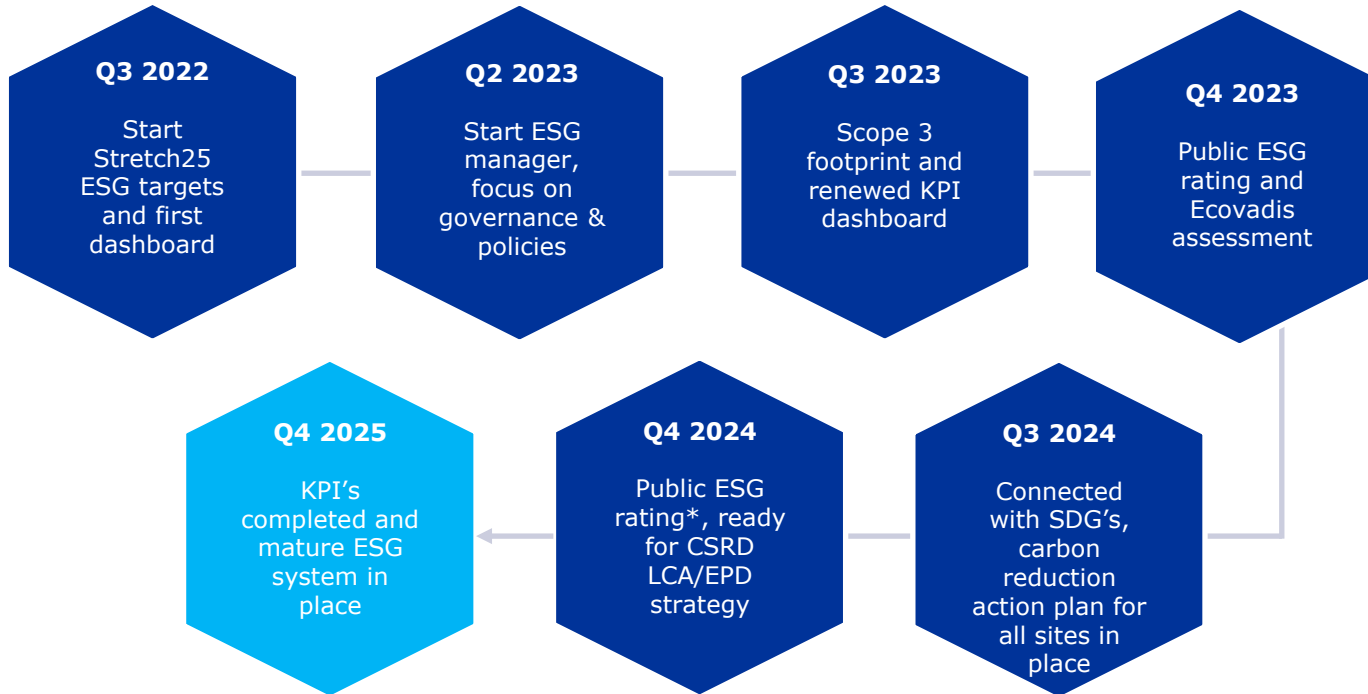 Q3 2022
Start
Stretch25
ESG targets
and first
dashboard
Q2 2023
Start ESG
manager,
focus on
governance &
policies
Q3 2023
Scope 3
footprint and
renewed KPI
dashboard
Q4 2023
Public ESG
rating and
Ecovadis
assessment
Q3 2024
Connected
with SDG's,
carbon
reduction
action plan for
all sites in
place
Q4 2024
Public ESG
rating*, ready
for CSRD
LCA/EPD
strategy
Q4 2025
KPI's
completed and
mature ESG
system in
place